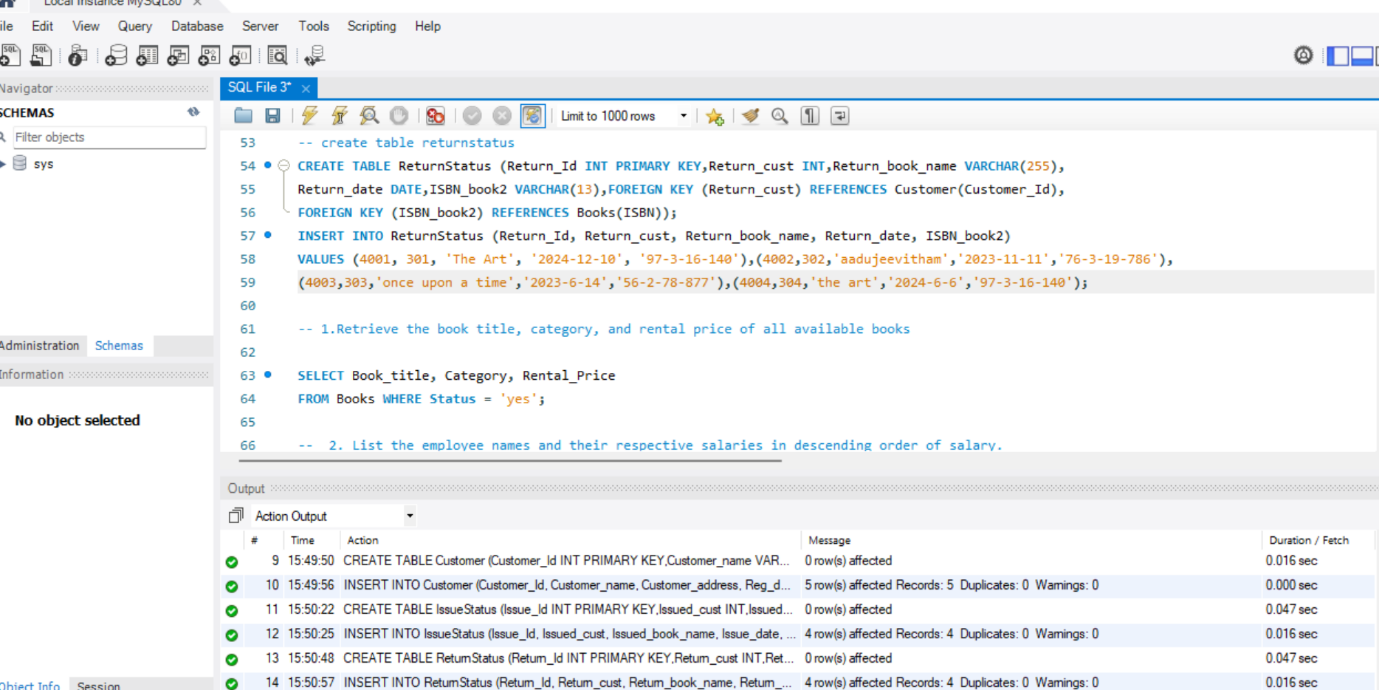 Local instance MySQL80 ×
ile Edit View Query Database Server Tools Scripting Help
Navigator
SCHEMAS
Filter objects
sys
Administration Schemas
Information
No object selected
Object Info Session
SQL File 3* ×
Limit to 1000 rows
53 -- create table returnstatus
54 CREATE TABLE ReturnStatus (Return_Id INT PRIMARY KEY,Return_cust INT,Return_book_name VARCHAR(255),
55 Return_date DATE,ISBN_book2 VARCHAR(13),FOREIGN KEY (Return_cust) REFERENCES Customer(Customer_Id),
56 FOREIGN KEY (ISBN_book2) REFERENCES Books(ISBN));
57 INSERT INTO ReturnStatus (Return_Id, Return_cust, Return_book_name, Return_date, ISBN_book2)
58 VALUES (4001, 301, 'The Art', '2024-12-10', '97-3-16-140'),(4002,302,'aadujeevitham','2023-11-11','76-3-19-786'),
59 (4003,303,'once upon a time','2023-6-14','56-2-78-877'),(4004,304,'the art','2024-6-6','97-3-16-140');
60
61 -- 1.Retrieve the book title, category, and rental price of all available books
62
63 SELECT Book_title, Category, Rental_Price
64 FROM Books WHERE Status = 'yes';
65
66 -- 2. List the employee names and their respective salaries in descending order of salary.
Output
Action Output
# Time Action Message Duration / Fetch
9 15:49:50 CREATE TABLE Customer (Customer_Id INT PRIMARY KEY,Customer_name VAR... 0 row(s) affected 0.016 sec
10 15:49:56 INSERT INTO Customer (Customer_Id, Customer_name, Customer_address, Reg_d... 5 row(s) affected Records: 5 Duplicates: 0 Warnings: 0 0.000 sec
11 15:50:22 CREATE TABLE IssueStatus (Issue_Id INT PRIMARY KEY,Issued_cust INT,Issued... 0 row(s) affected 0.047 sec
12 15:50:25 INSERT INTO IssueStatus (Issue_Id, Issued_cust, Issued_book_name, Issue_date, ... 4 row(s) affected Records: 4 Duplicates: 0 Warnings: 0 0.016 sec
13 15:50:48 CREATE TABLE ReturnStatus (Return_Id INT PRIMARY KEY,Return_cust INT,Ret... 0 row(s) affected 0.047 sec
14 15:50:57 INSERT INTO ReturnStatus (Return_Id, Return_cust, Return_book_name, Return_... 4 row(s) affected Records: 4 Duplicates: 0 Warnings: 0 0.016 sec